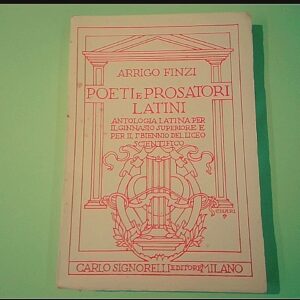 ARRIGO FINZI
POETI E PROSATORI
LATINI
ANTOLOGIA LATINA PER
IL GINNASIO SUPERIORE E
PER IL I° BIENNIO DEL LICEO
SCIENTIFICO
CARLO SIGNORELLI EDITORE MILANO